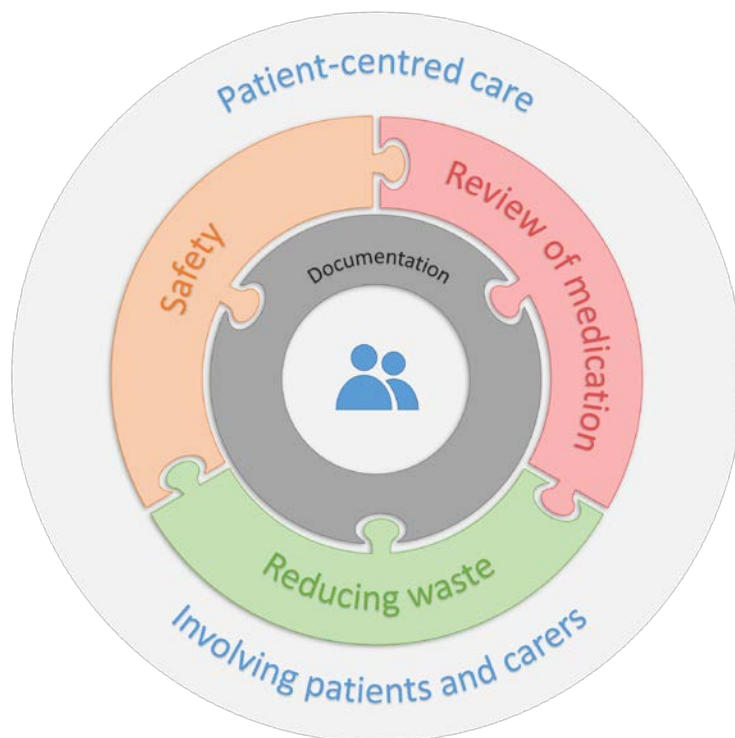 Patient-centred care
Safety
Review of medication
Documentation
Reducing waste
Involving patients and carers